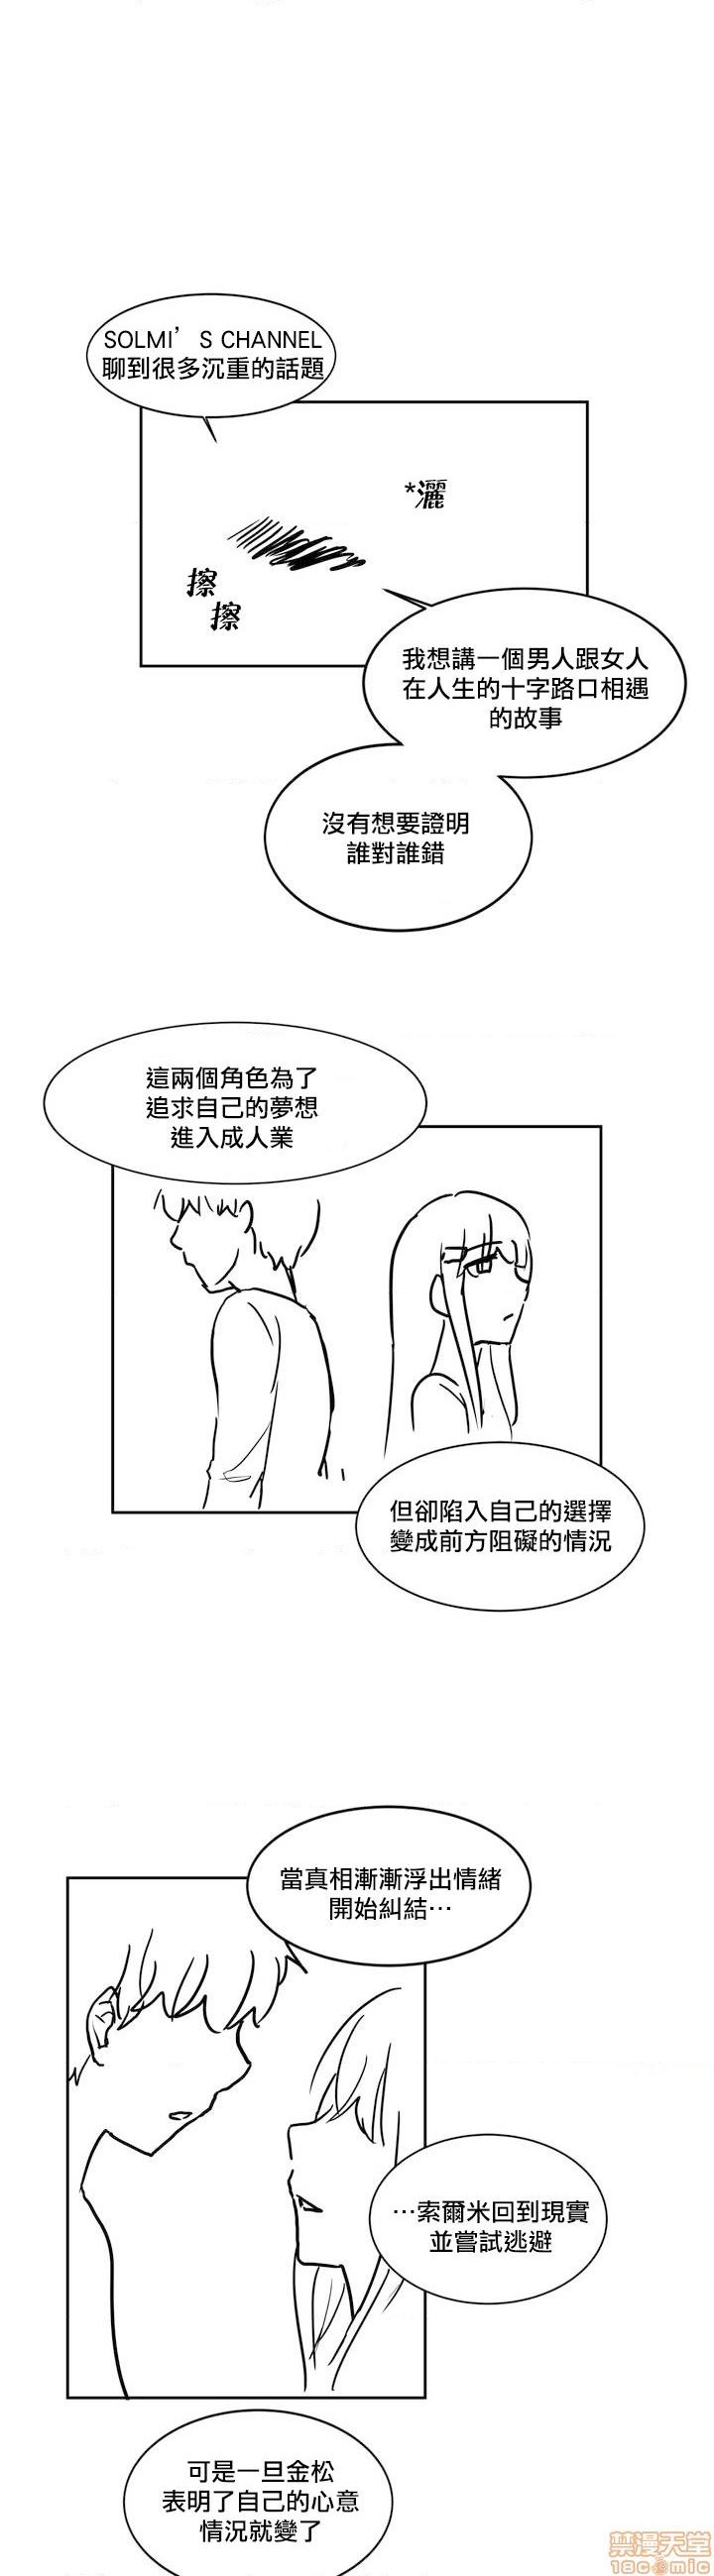 SOLMI'S CHANNEL
聊到很多沉重的話題
*灑
擦
擦
我想講一個男人跟女人
在人生的十字路口相遇
的故事
沒有想要證明
誰對誰錯
這兩個角色為了
追求自己的夢想
進入成人業
但卻陷入自己的選擇
變成前方阻礙的情況
當真相漸漸浮出情緒
開始糾結…
…索爾米回到現實
並嘗試逃避
可是一旦金松
表明了自己的心意
情況就變了
禁漫天堂
18comic